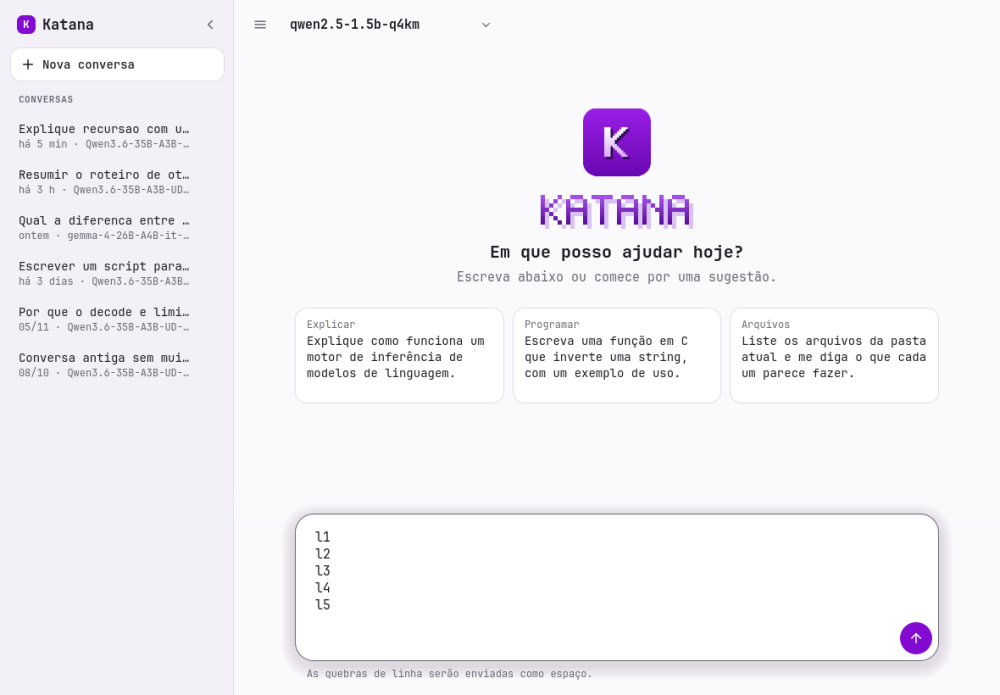 K Katana
Nova conversa
CONVERSAS
Explique recursao com u…
há 5 min · Qwen3.6-35B-A3B-…
Resumir o roteiro de ot…
há 3 h · Qwen3.6-35B-A3B-UD…
Qual a diferenca entre …
ontem · gemma-4-26B-A4B-it-…
Escrever um script para…
há 3 dias · Qwen3.6-35B-A3B…
Por que o decode e limi…
05/11 · Qwen3.6-35B-A3B-UD-…
Conversa antiga sem mui…
08/10 · Qwen3.6-35B-A3B-UD-…
qwen2.5-1.5b-q4km
K
KATANA
Em que posso ajudar hoje?
Escreva abaixo ou comece por uma sugestão.
Explicar
Explique como funciona um
motor de inferência de
modelos de linguagem.
Programar
Escreva uma função em C
que inverte uma string,
com um exemplo de uso.
Arquivos
Liste os arquivos da pasta
atual e me diga o que cada
um parece fazer.
l1
l2
l3
l4
l5
As quebras de linha serão enviadas como espaço.